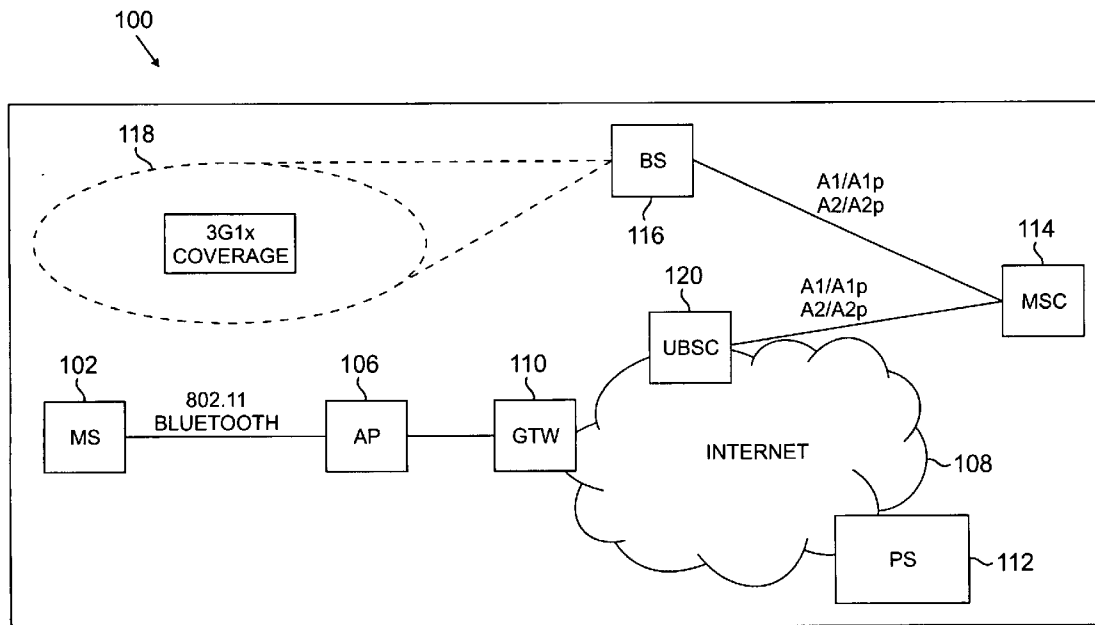 100
118
3G1x
COVERAGE
BS
116
A1/A1p
A2/A2p
114
MSC
120
UBSC
A1/A1p
A2/A2p
102
MS
802.11
BLUETOOTH
106
AP
110
GTW
INTERNET
108
PS
112